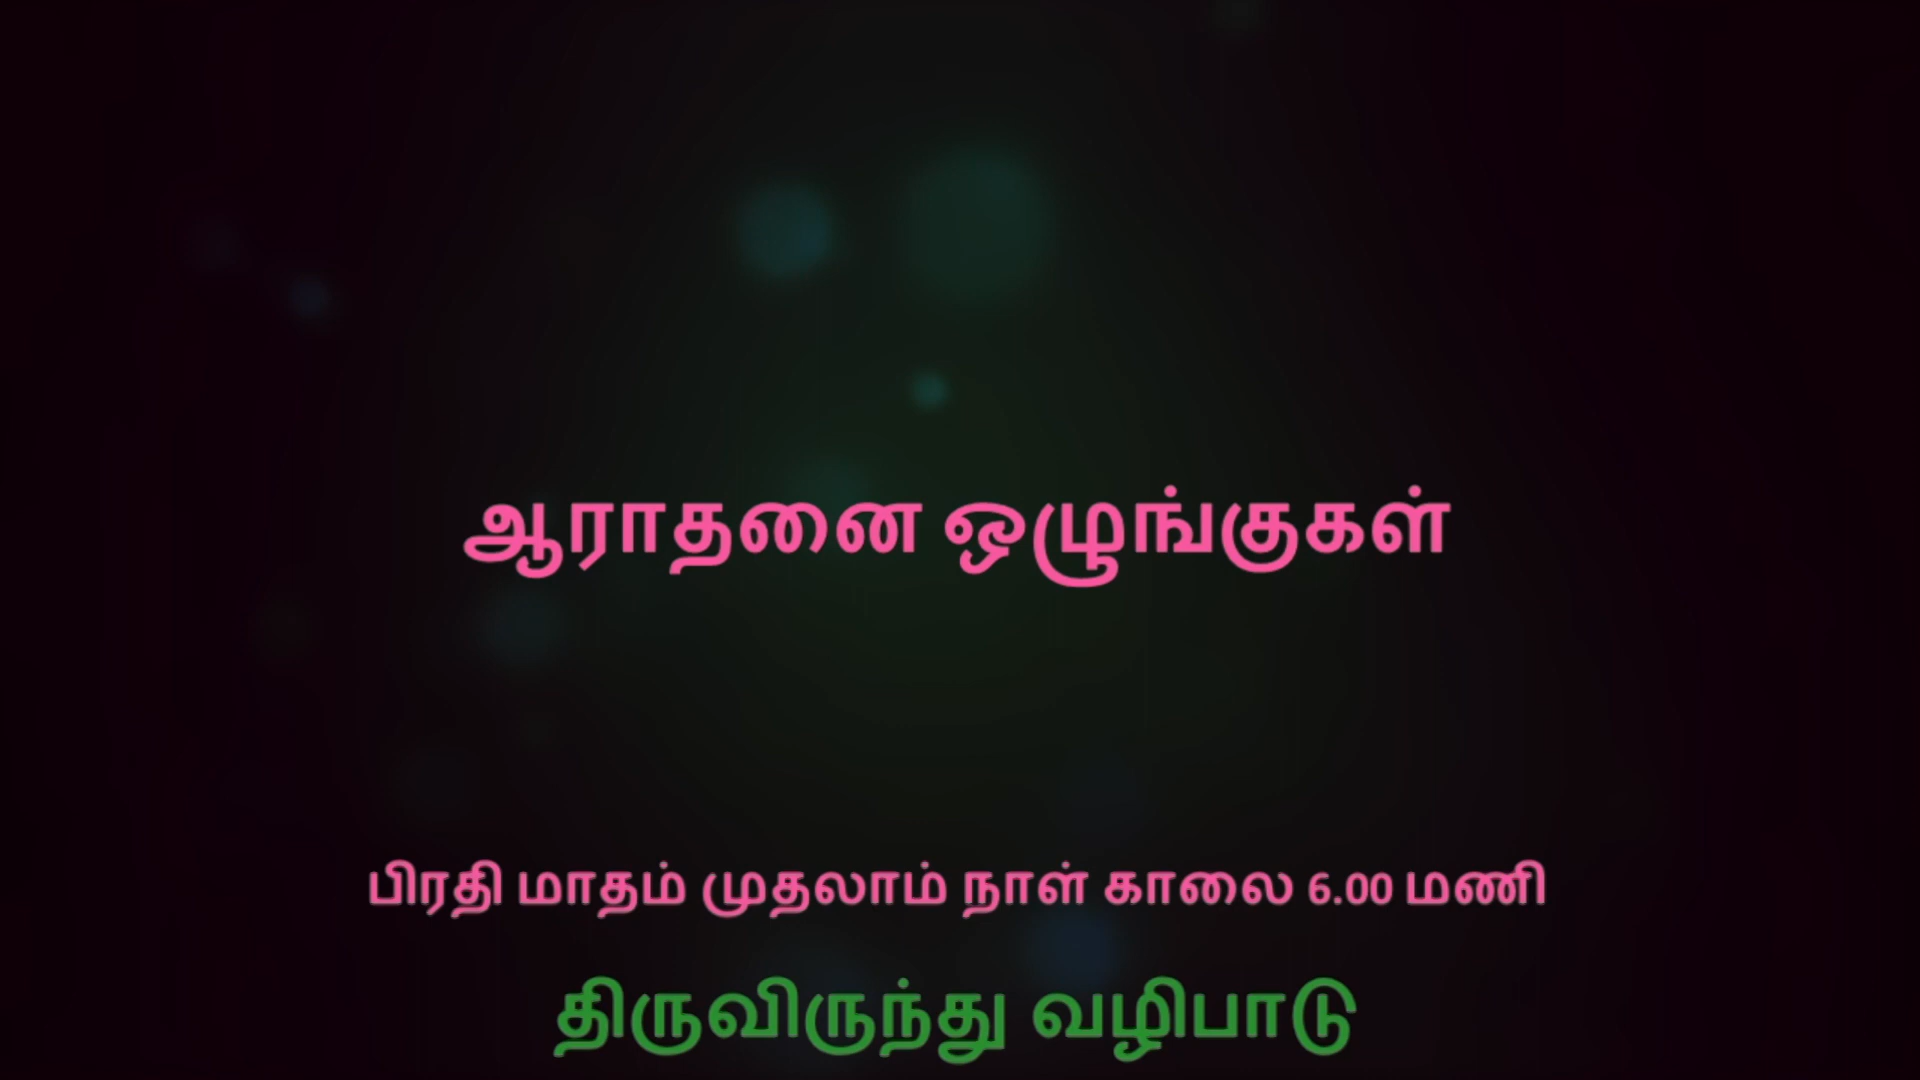 ஆராதனை ஒழுங்குகள்
பிரதி மாதம் முதலாம் நாள் காலை 6.00 மணி
திருவிருந்து வழிபாடு